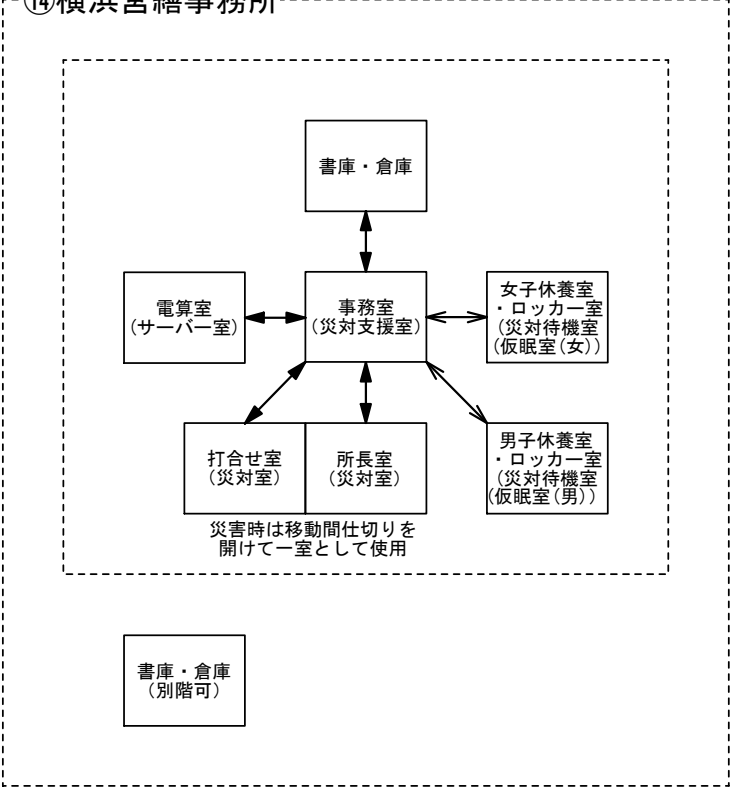 ⑭横浜営繕事務所
書庫・倉庫
電算室
(サーバー室)
事務室
(災対支援室)
女子休養室
・ロッカー室
(災対待機室
(仮眠室(女))
打合せ室
(災対室)
所長室
(災対室)
男子休養室
・ロッカー室
(災対待機室
(仮眠室(男))
災害時は移動間仕切りを
開けて一室として使用
書庫・倉庫
(別階可)